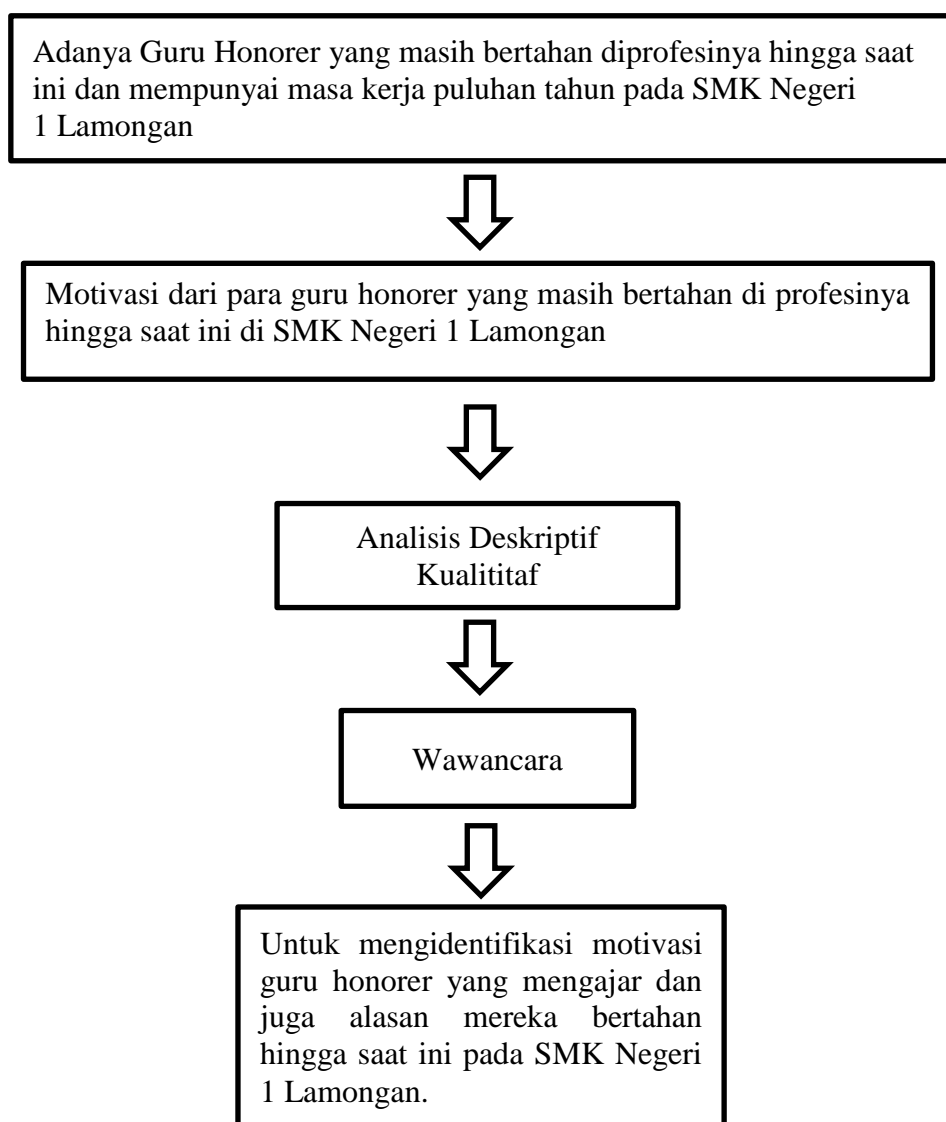 Adanya Guru Honorer yang masih bertahan diprofesinya hingga saat
ini dan mempunyai masa kerja puluhan tahun pada SMK Negeri
1 Lamongan
Motivasi dari para guru honorer yang masih bertahan di profesinya
hingga saat ini di SMK Negeri 1 Lamongan
Analisis Deskriptif
Kualititaf
Wawancara
Untuk mengidentifikasi motivasi
guru honorer yang mengajar dan
juga alasan mereka bertahan
hingga saat ini pada SMK Negeri
1 Lamongan.